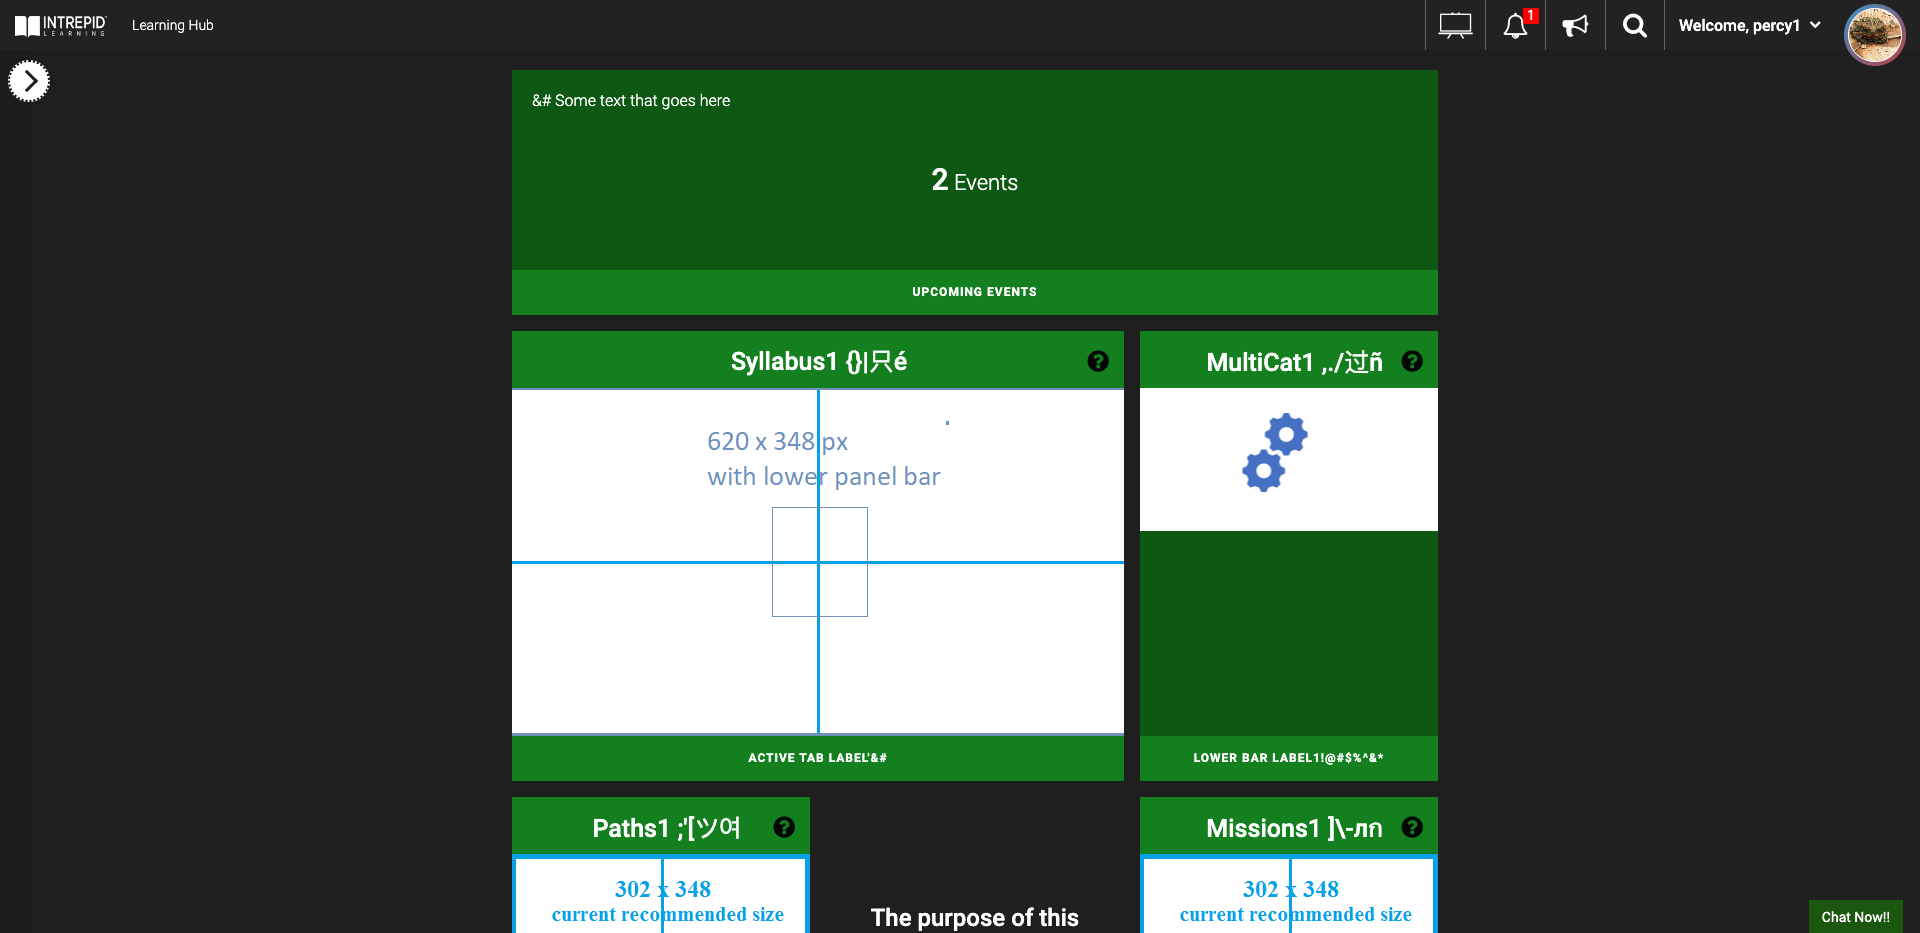 INTREPID
LEARNING
Learning Hub
1
Welcome, percy1
&# Some text that goes here
2 Events
UPCOMING EVENTS
Syllabus1 {}|只é
?
MultiCat1 ,./过ñ
?
620 x 348 px
with lower panel bar
ACTIVE TAB LABEL'&#
LOWER BAR LABEL1!@#$%^&*
Paths1 ;'[ツ여
?
Missions1 ]\-лก
?
302 x 348
current recommended size
The purpose of this
302 x 348
current recommended size
Chat Now!!